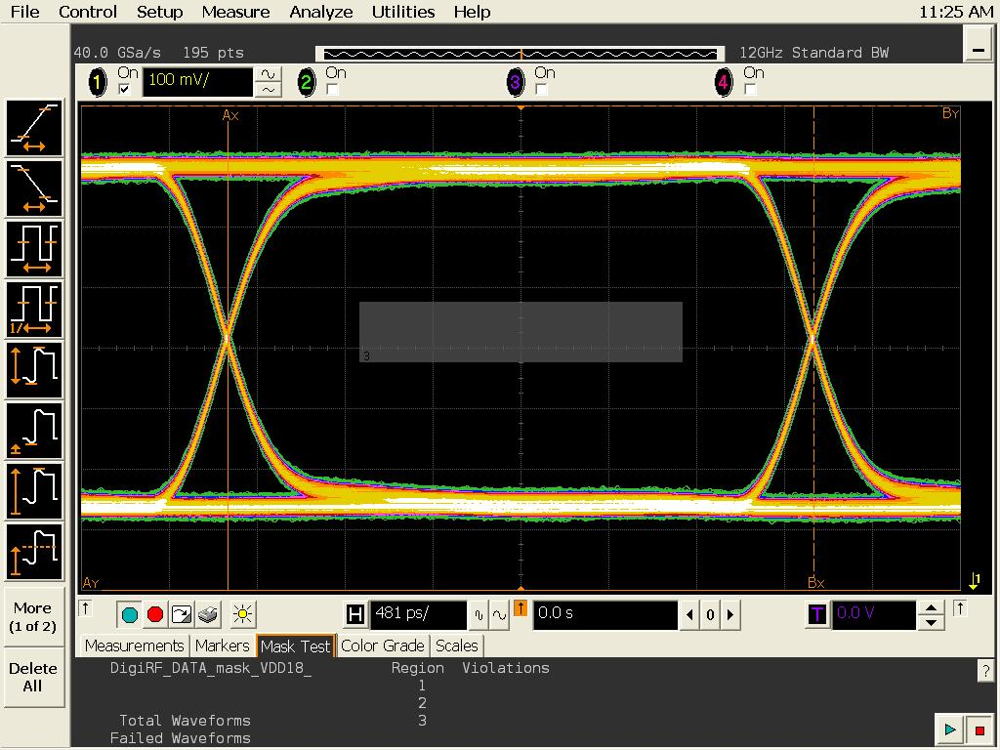 File Control Setup Measure Analyze Utilities Help 11:25 AM
40.0 GSa/s 195 pts 12GHz Standard BW
1 On 100 mV/ 2 On 3 On 4 On
Ax By
3
1/
Ay Bx 1
More
(1 of 2)
Delete
All
H 481 ps/ 0.0 s 0 T 0.0 V
Measurements Markers Mask Test Color Grade Scales
DigiRF_DATA_mask_VDD18_ Region Violations ?
1
2
Total Waveforms 3
Failed Waveforms